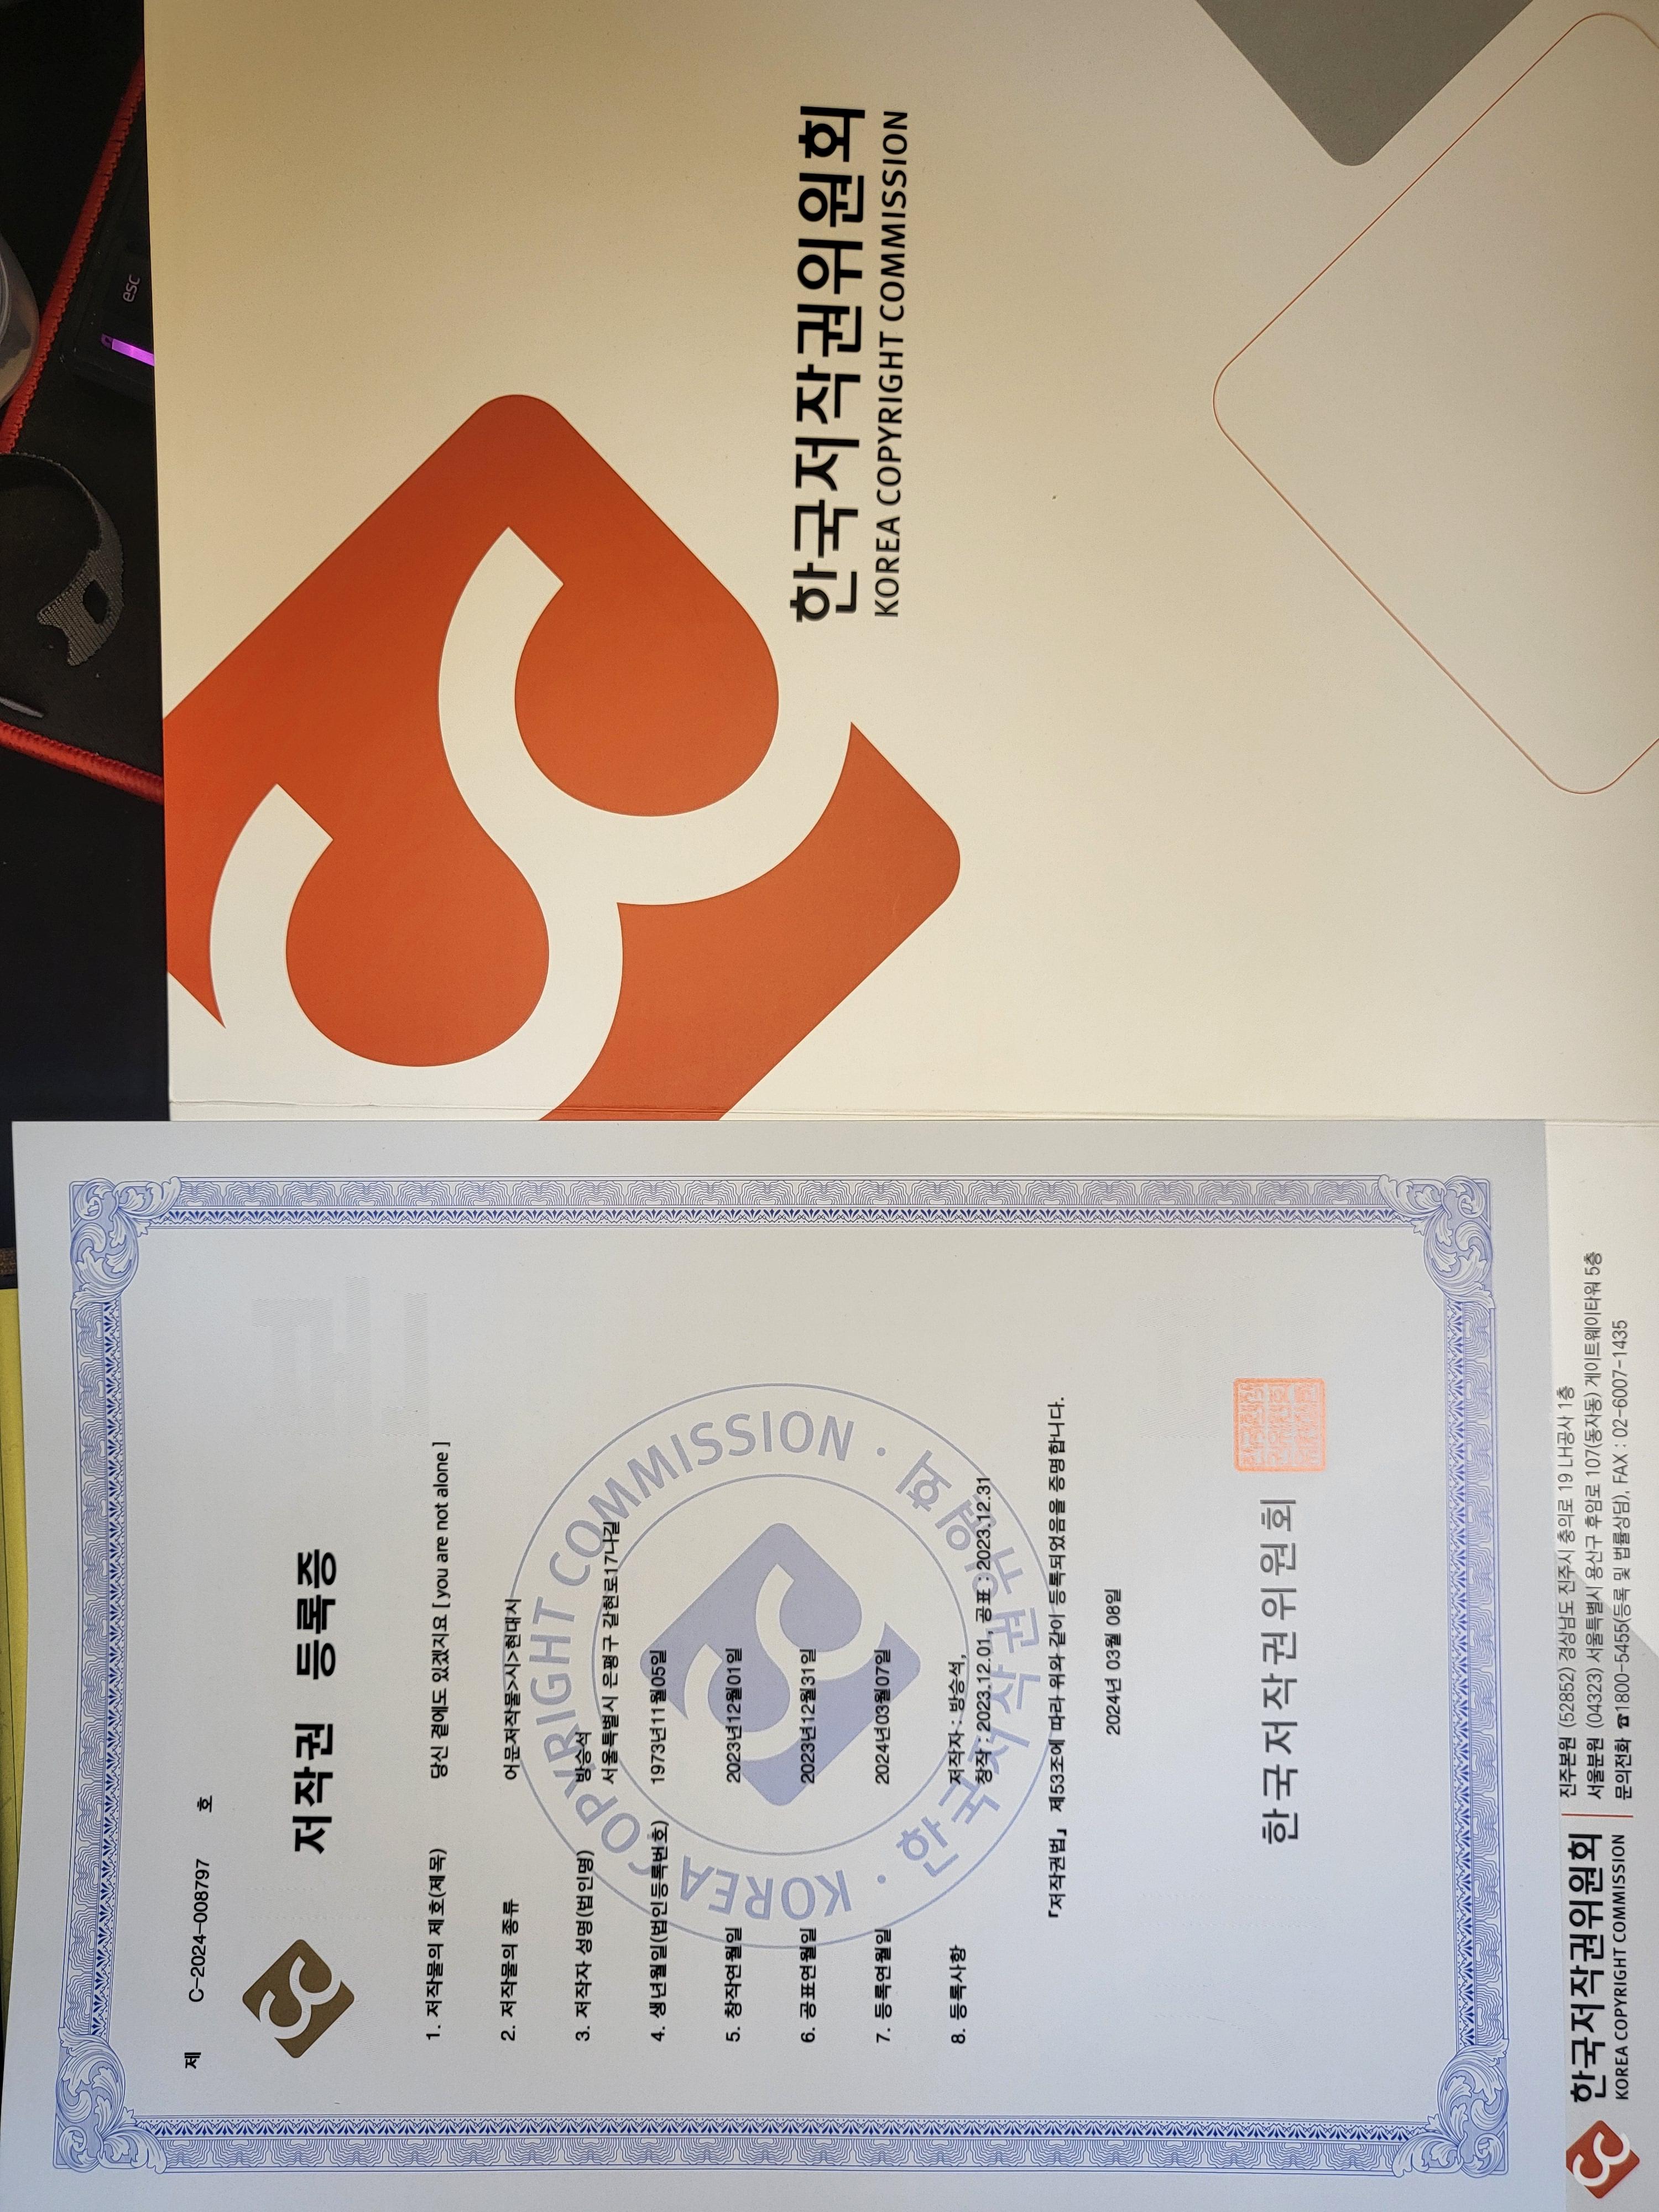 제 C-2024-008797 호
저작권 등록증
1. 저작물의 제호(제목) 당신 곁에도 있겠지요 [ you are not alone ]
2. 저작물의 종류 어문저작물>시>현대시
3. 저작자 성명(법인명) 방승석
서울특별시 은평구 갈현로17나길
4. 생년월일(법인등록번호) 1973년11월05일
5. 창작연월일 2023년12월01일
6. 공표연월일 2023년12월31일
7. 등록연월일 2024년03월07일
8. 등록사항 저작자 : 방승석,
창작 : 2023.12.01, 공표 : 2023.12.31
『저작권법』 제53조에 따라 위와 같이 등록되었음을 증명합니다.
2024년 03월 08일
한국저작권위원회
KOREA COPYRIGHT COMMISSION · 한국저작권위원회 ·
한국저작권위원회
KOREA COPYRIGHT COMMISSION
진주본원 (52852) 경상남도 진주시 충의로 19 LH공사 1층
서울분원 (04323) 서울특별시 용산구 후암로 107(동자동) 게이트웨이타워 5층
문의전화 ☎1800-5455(등록 및 법률상담), FAX : 02-6007-1435
한국저작권위원회
KOREA COPYRIGHT COMMISSION
esc